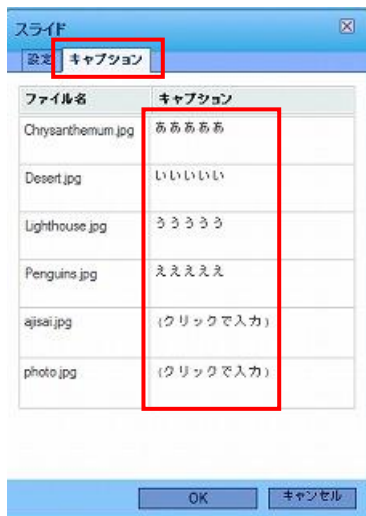 スライド
設定 キャプション
ファイル名 キャプション
Chrysanthemum.jpg あああああ
Desert.jpg いいいいい
Lighthouse.jpg ううううう
Penguins.jpg えええええ
ajisai.jpg (クリックで入力)
photo.jpg (クリックで入力)
OK キャンセル